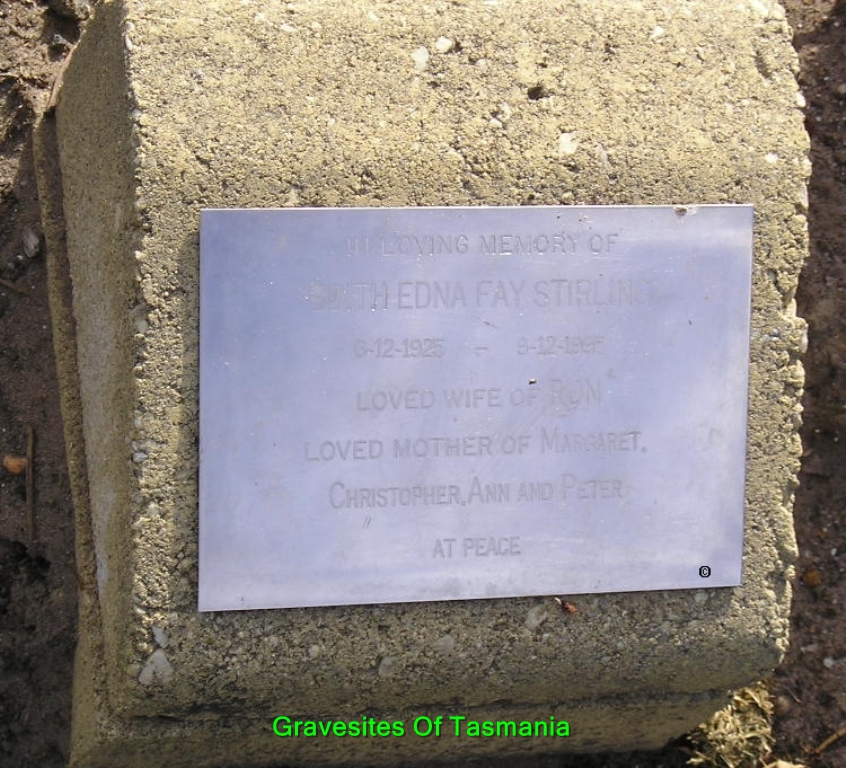 IN LOVING MEMORY OF
EDITH EDNA FAY STIRLING
6-12-1925 - 9-12-1995
LOVED WIFE OF RON
LOVED MOTHER OF MARGARET,
CHRISTOPHER, ANN AND PETER
AT PEACE
©
Gravesites Of Tasmania